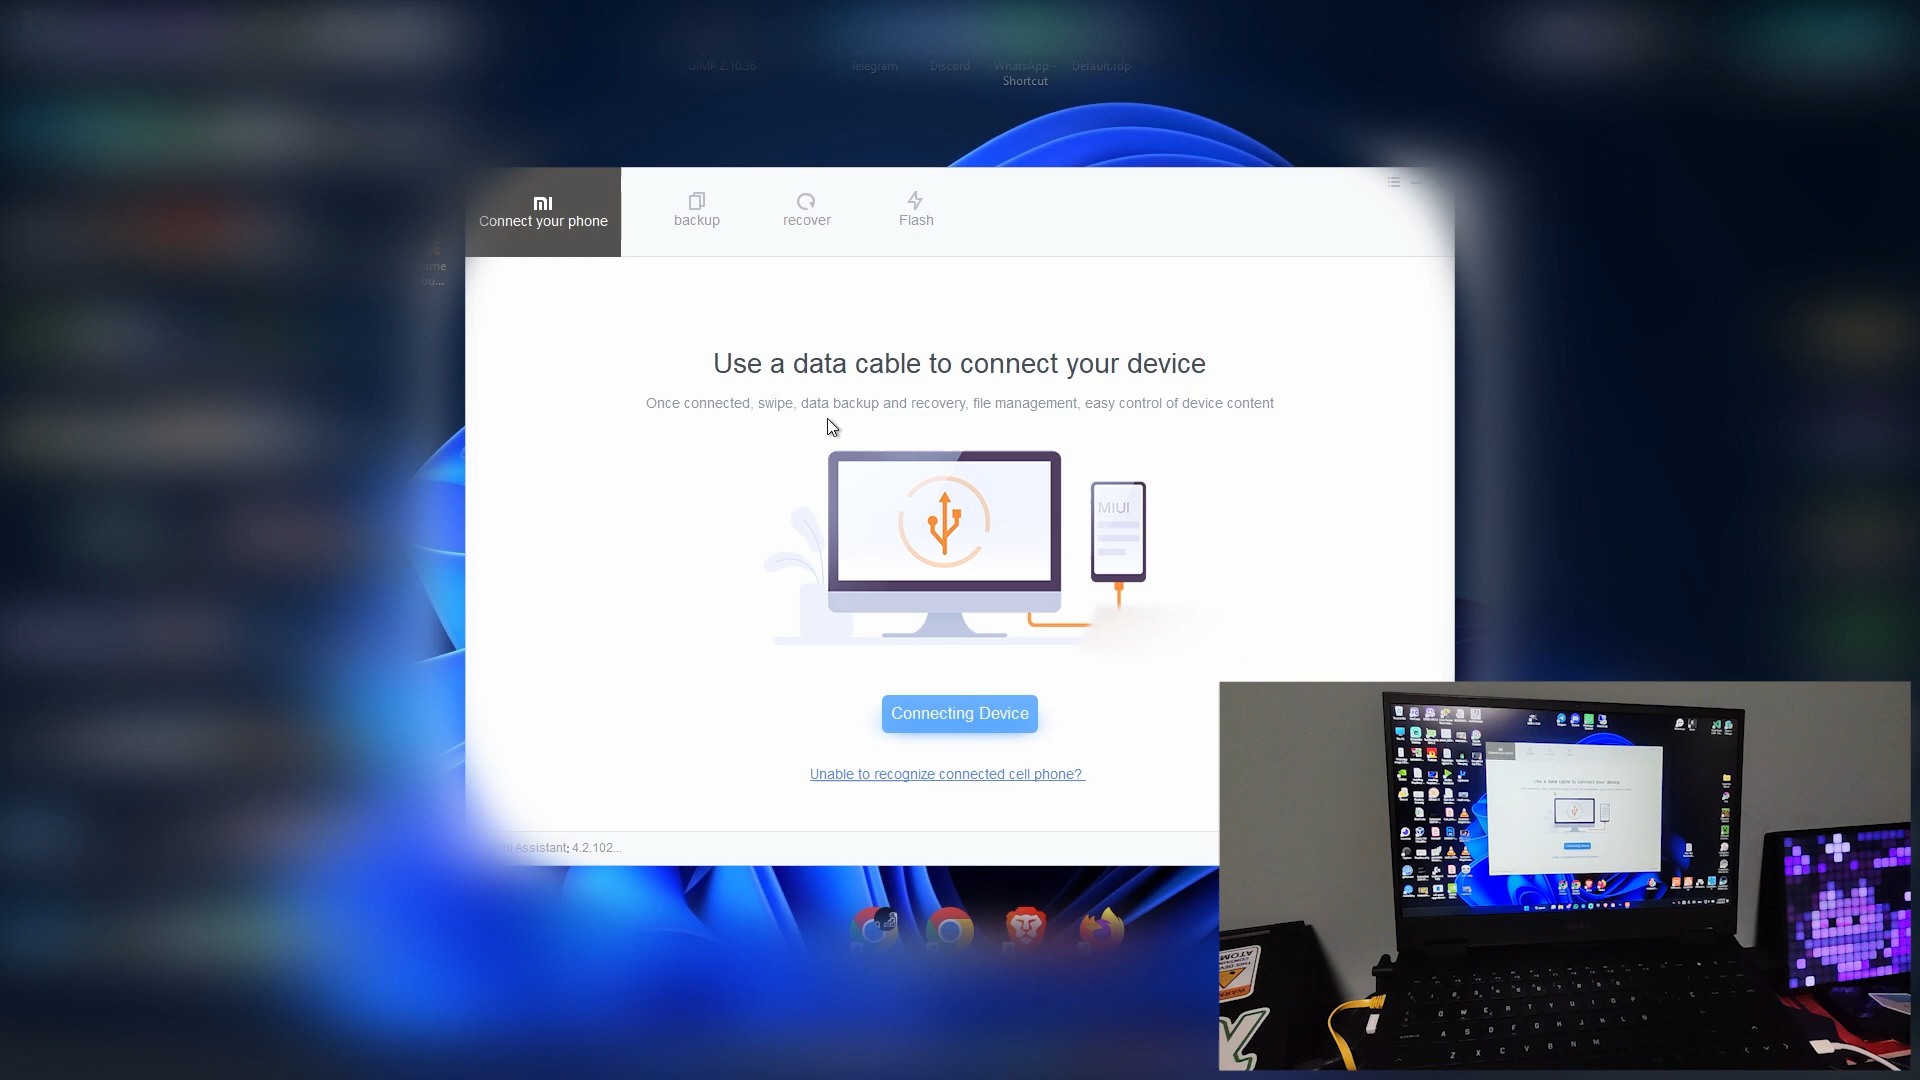 GIMP 2.10.36
Telegram
Discord
WhatsApp -
Shortcut
Default.rdp
Connect your phone
backup
recover
Flash
Use a data cable to connect your device
Once connected, swipe, data backup and recovery, file management, easy control of device content
MIUI
Connecting Device
Unable to recognize connected cell phone?
Assistant: 4.2.102...
ATOM
Q W E R T Y U I O P
A S D F G H J K L Ñ
Z X C V B N M